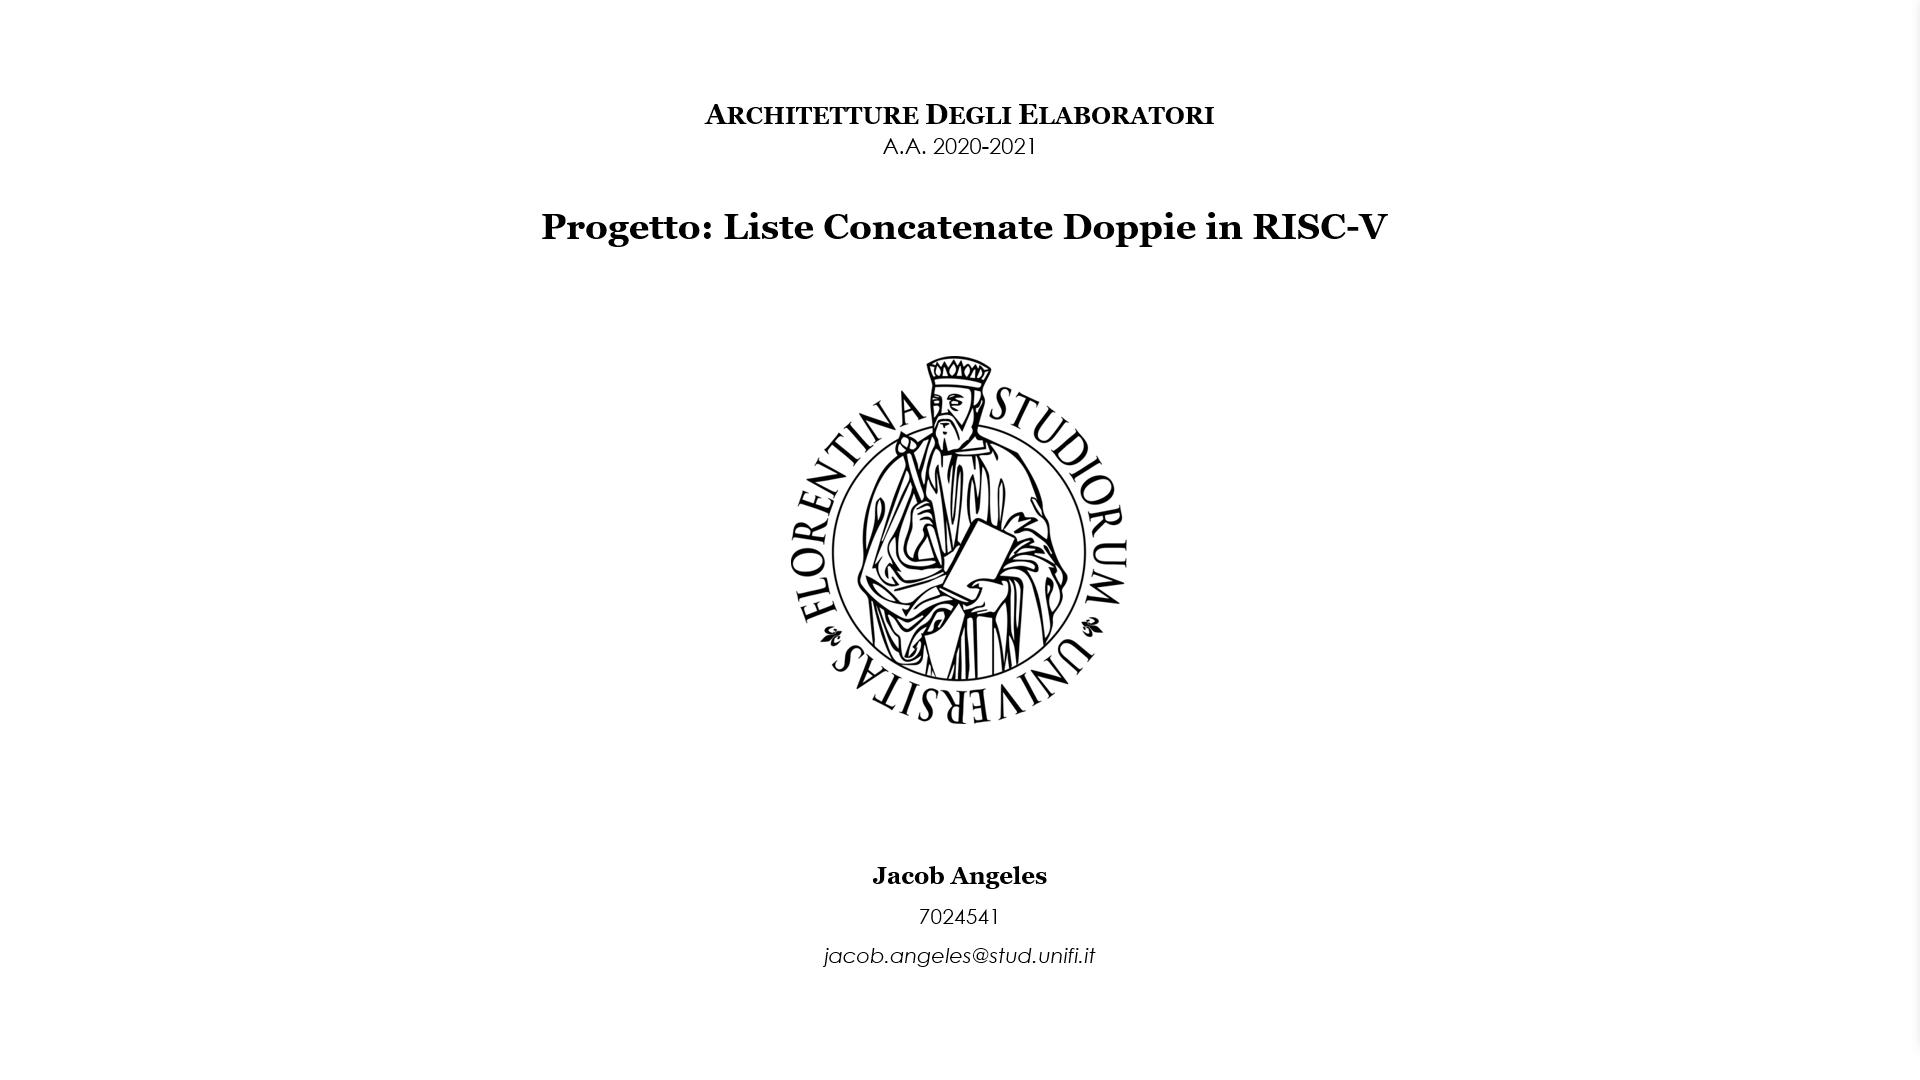 ARCHITETTURE DEGLI ELABORATORI
A.A. 2020-2021
Progetto: Liste Concatenate Doppie in RISC-V
FLORENTINA STUDIORUM UNIVERSITAS
Jacob Angeles
7024541
jacob.angeles@stud.unifi.it